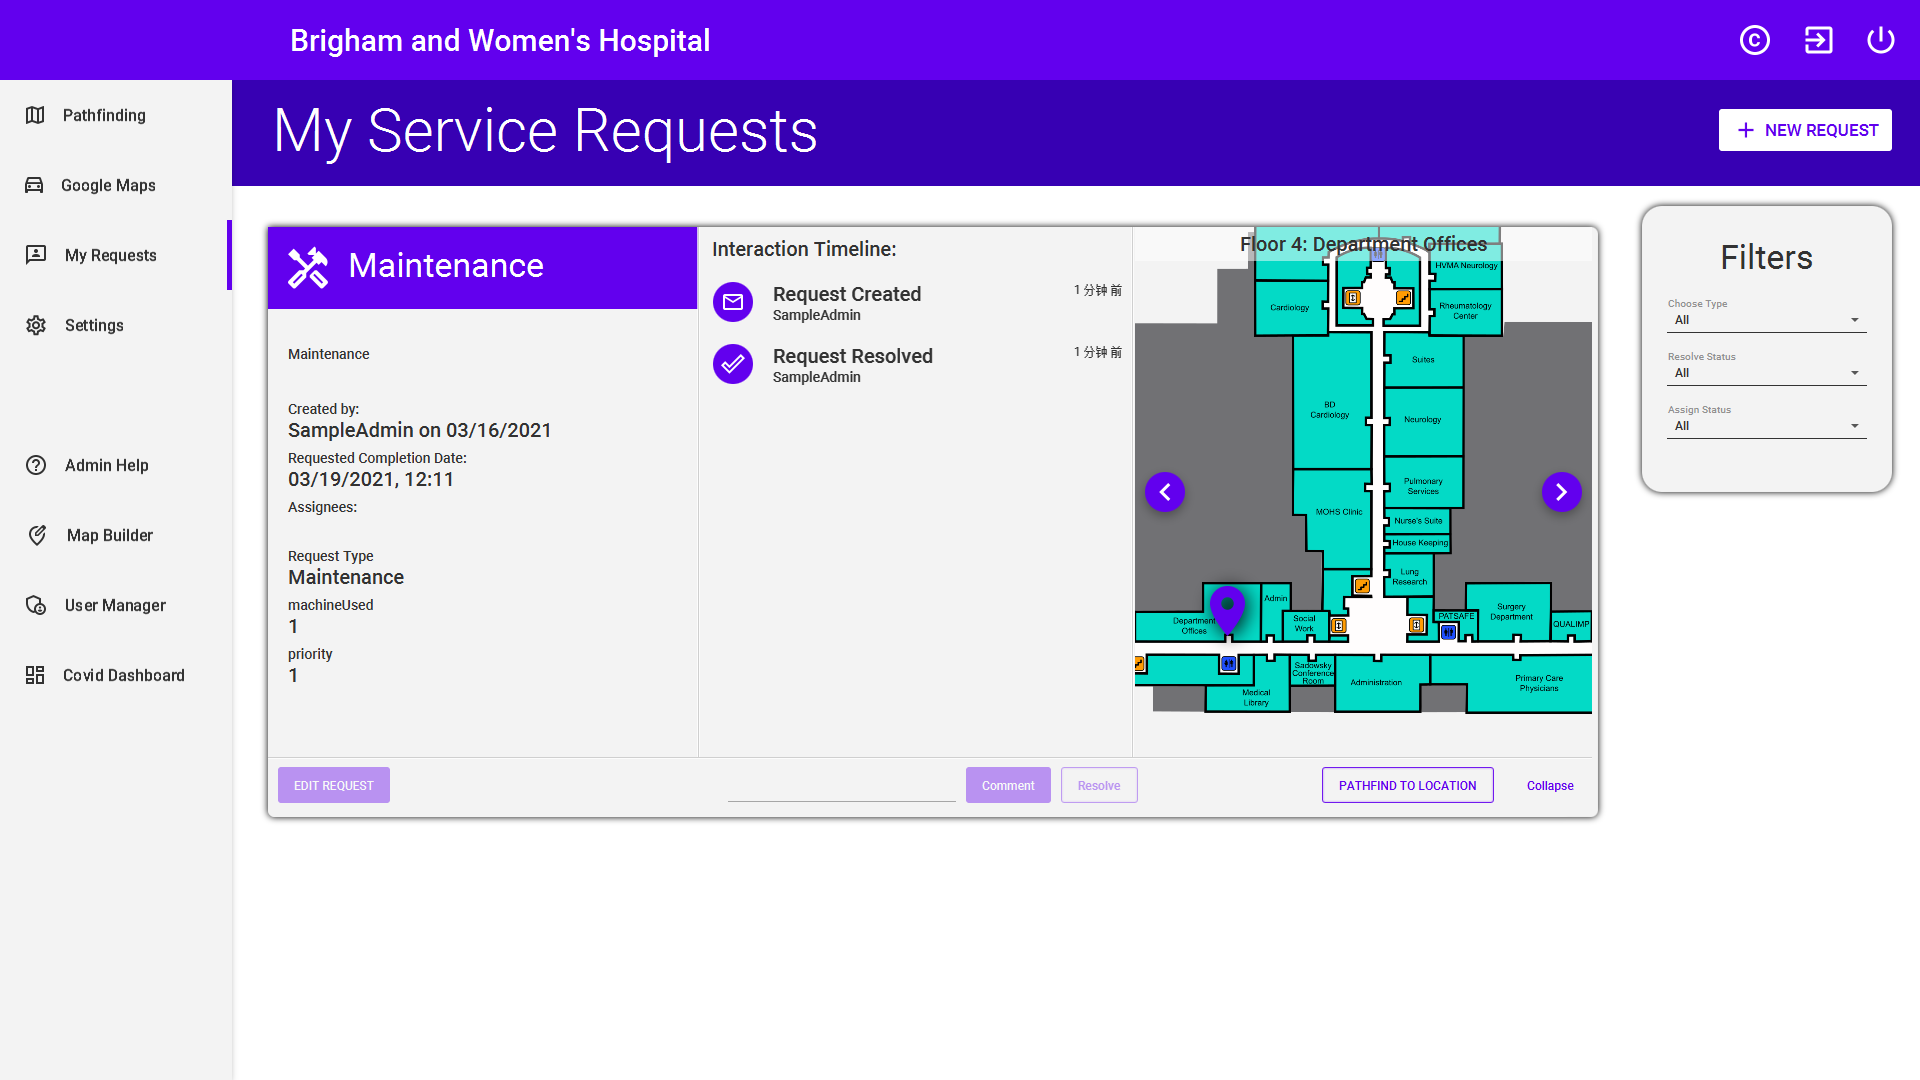 Brigham and Women's Hospital
C
Pathfinding
Google Maps
My Requests
Settings
Admin Help
Map Builder
User Manager
Covid Dashboard
My Service Requests
NEW REQUEST
Maintenance
Maintenance
Created by:
SampleAdmin on 03/16/2021
Requested Completion Date:
03/19/2021, 12:11
Assignees:
Request Type
Maintenance
machineUsed
1
priority
1
Interaction Timeline:
Request Created
1 分钟 前
SampleAdmin
Request Resolved
1 分钟 前
SampleAdmin
Floor 4: Department Offices
HVMA Neurology
Cardiology
Rheumatology
Center
Suites
BD
Cardiology
Neurology
Pulmonary
Services
MOHS Clinic
Nurse's Suite
House Keeping
Lung
Research
Admin
Department
Offices
Social
Work
PATSAFE
Surgery
Department
QUALIMP
Sadowsky
Conference
Room
Administration
Medical
Library
Primary Care
Physicians
EDIT REQUEST
Comment
Resolve
PATHFIND TO LOCATION
Collapse
Filters
Choose Type
All
Resolve Status
All
Assign Status
All